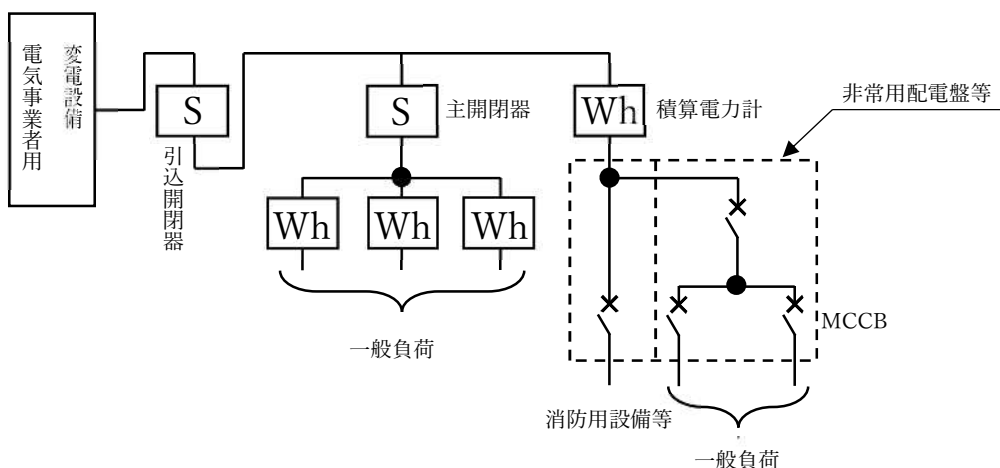 変電設備
電気事業者用
S
引込開閉器
S
主開閉器
Wh
積算電力計
非常用配電盤等
Wh
Wh
Wh
一般負荷
MCCB
消防用設備等
一般負荷